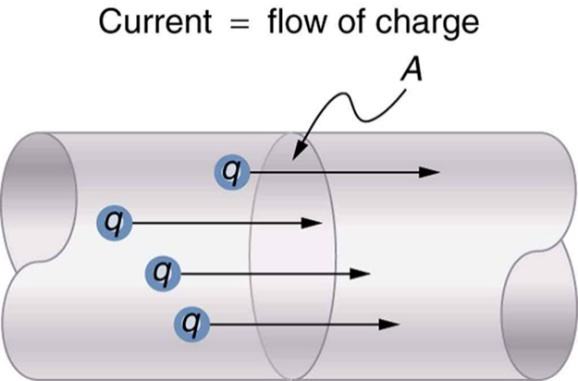 Current = flow of charge
A
q
q
q
q